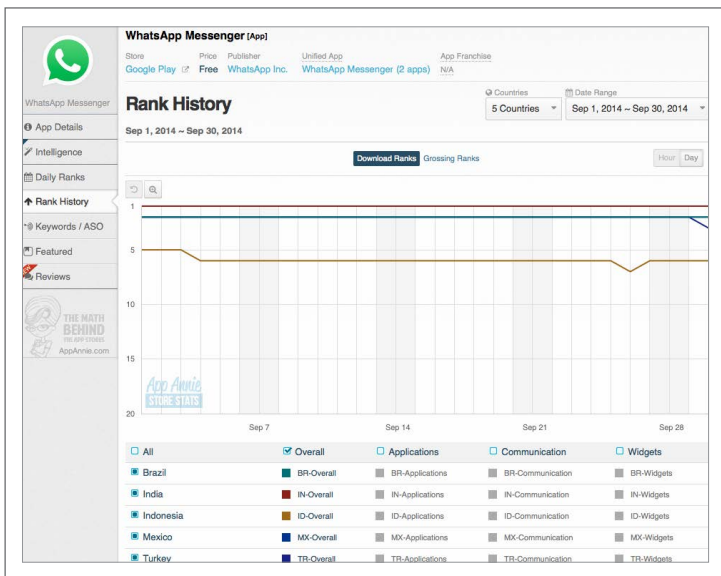 WhatsApp Messenger [App]
Store Price Publisher Unified App App Franchise
Google Play Free WhatsApp Inc. WhatsApp Messenger (2 apps) N/A
WhatsApp Messenger
App Details
Intelligence
Daily Ranks
Rank History
Keywords / ASO
Featured
Reviews
THE MATH
BEHIND
THE APP STORES
AppAnnie.com
Rank History
Sep 1, 2014 ~ Sep 30, 2014
Countries Date Range
5 Countries Sep 1, 2014 ~ Sep 30, 2014
Download Ranks Grossing Ranks
Hour Day
1
5
10
15
20
App Annie
STORE STATS
Sep 7 Sep 14 Sep 21 Sep 28
All Overall Applications Communication Widgets
Brazil BR-Overall BR-Applications BR-Communication BR-Widgets
India IN-Overall IN-Applications IN-Communication IN-Widgets
Indonesia ID-Overall ID-Applications ID-Communication ID-Widgets
Mexico MX-Overall MX-Applications MX-Communication MX-Widgets
Turkey TR-Overall TR-Applications TR-Communication TR-Widgets